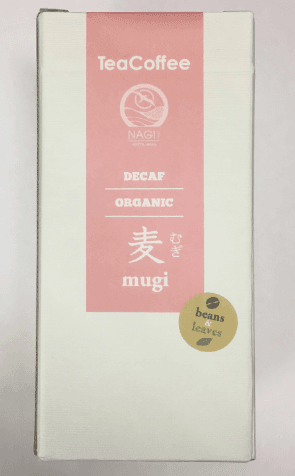 TeaCoffee
NAGI
DECAF
ORGANIC
麦 むぎ
mugi
beans
&
leaves